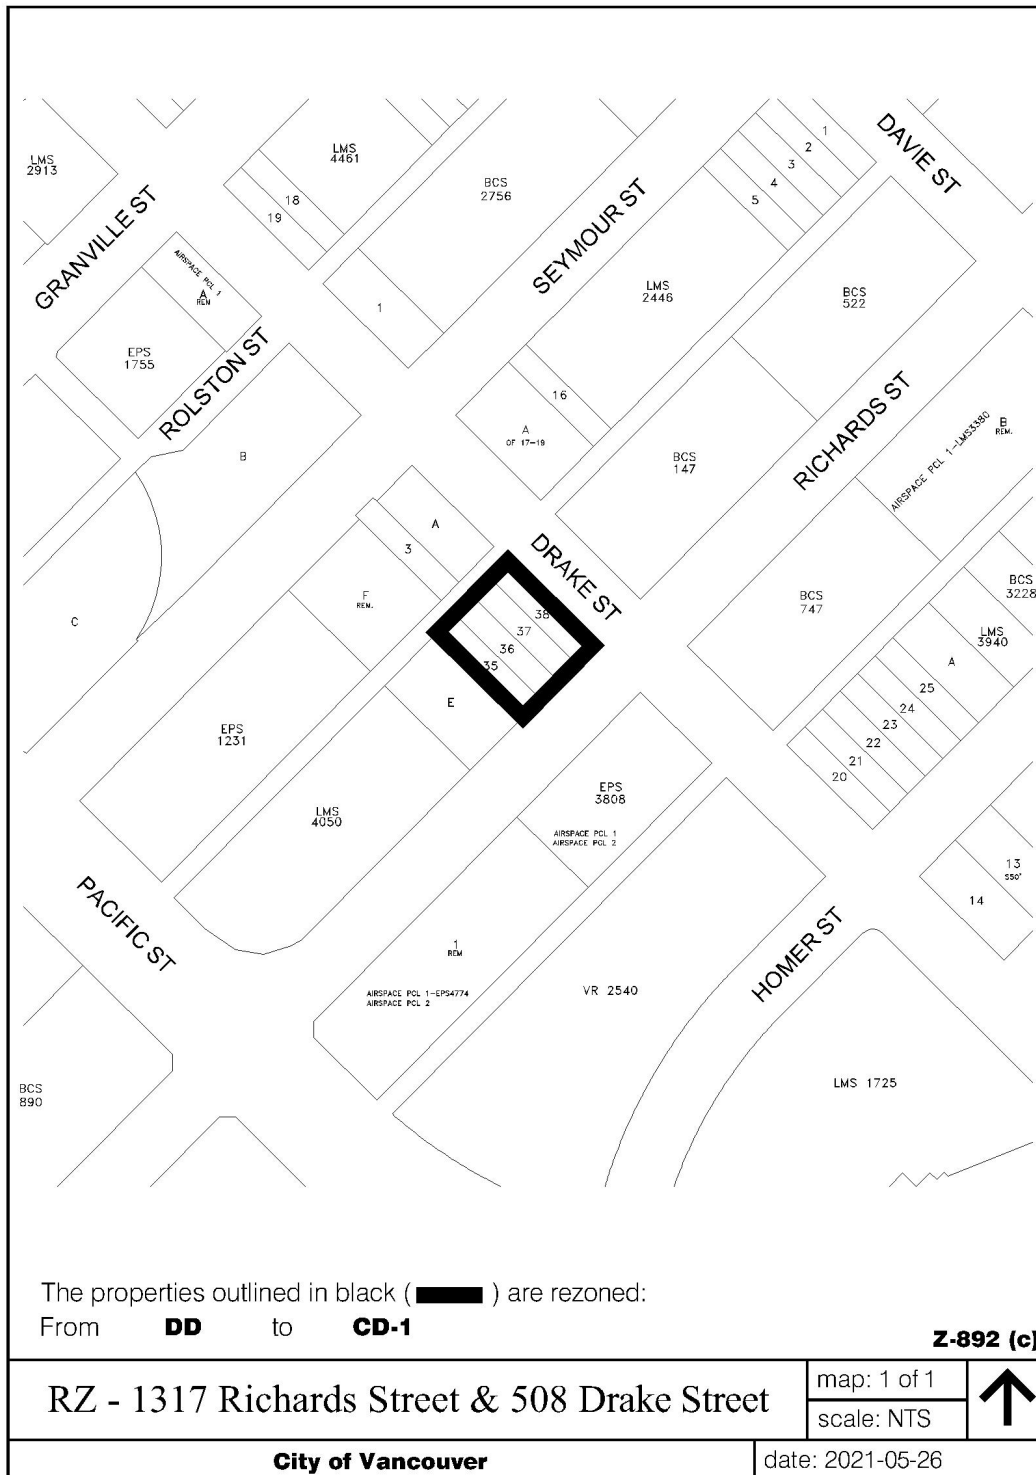 LMS
2913
LMS
4461
18
19
BCS
2756
1
2
3
4
5
DAVIE ST
GRANVILLE ST
SEYMOUR ST
AIRSPACE PCL 1
A
REM
1
LMS
2446
BCS
522
EPS
1755
ROLSTON ST
16
A
OF 17-19
RICHARDS ST
B
REM.
AIRSPACE PCL 1-LMS3380
B
BCS
147
A
3
DRAKE ST
F
REM.
C
38
37
36
35
BCS
747
BCS
3228
LMS
3940
A
25
24
23
22
21
20
E
EPS
1231
LMS
4050
EPS
3808
AIRSPACE PCL 1
AIRSPACE PCL 2
13
S50'
14
PACIFIC ST
HOMER ST
1
REM
AIRSPACE PCL 1-EPS4774
AIRSPACE PCL 2
VR 2540
LMS 1725
BCS
890
The properties outlined in black ( ) are rezoned:
From DD to CD-1
Z-892 (c)
RZ - 1317 Richards Street & 508 Drake Street
map: 1 of 1
scale: NTS
City of Vancouver
date: 2021-05-26